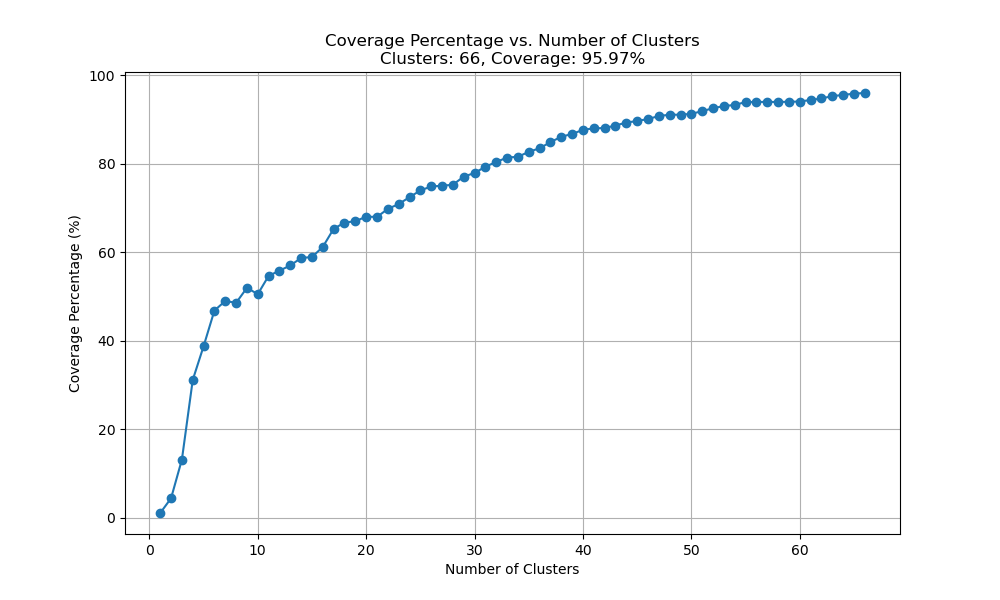 Coverage Percentage vs. Number of Clusters
Clusters: 66, Coverage: 95.97%
100
80
60
40
20
0
Coverage Percentage (%)
0 10 20 30 40 50 60
Number of Clusters